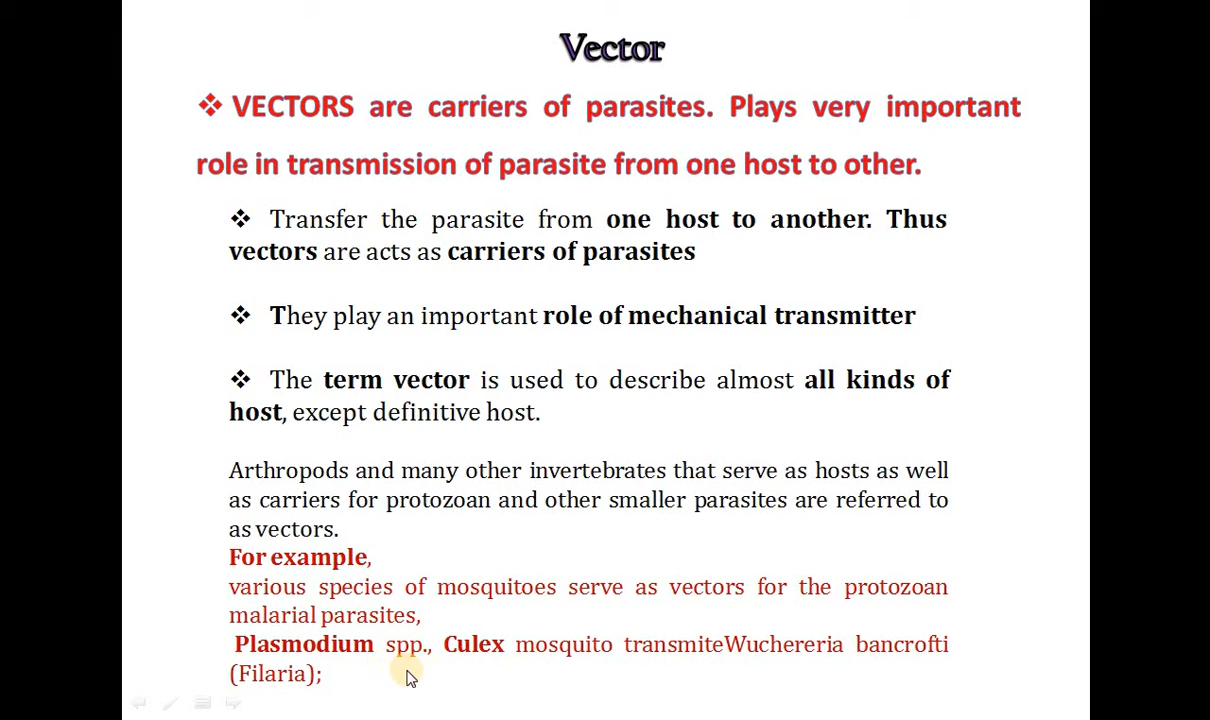 Vector
❖ VECTORS are carriers of parasites. Plays very important
role in transmission of parasite from one host to other.
❖ Transfer the parasite from one host to another. Thus
vectors are acts as carriers of parasites
❖ They play an important role of mechanical transmitter
❖ The term vector is used to describe almost all kinds of
host, except definitive host.
Arthropods and many other invertebrates that serve as hosts as well
as carriers for protozoan and other smaller parasites are referred to
as vectors.
For example,
various species of mosquitoes serve as vectors for the protozoan
malarial parasites,
Plasmodium spp., Culex mosquito transmiteWuchereria bancrofti
(Filaria);